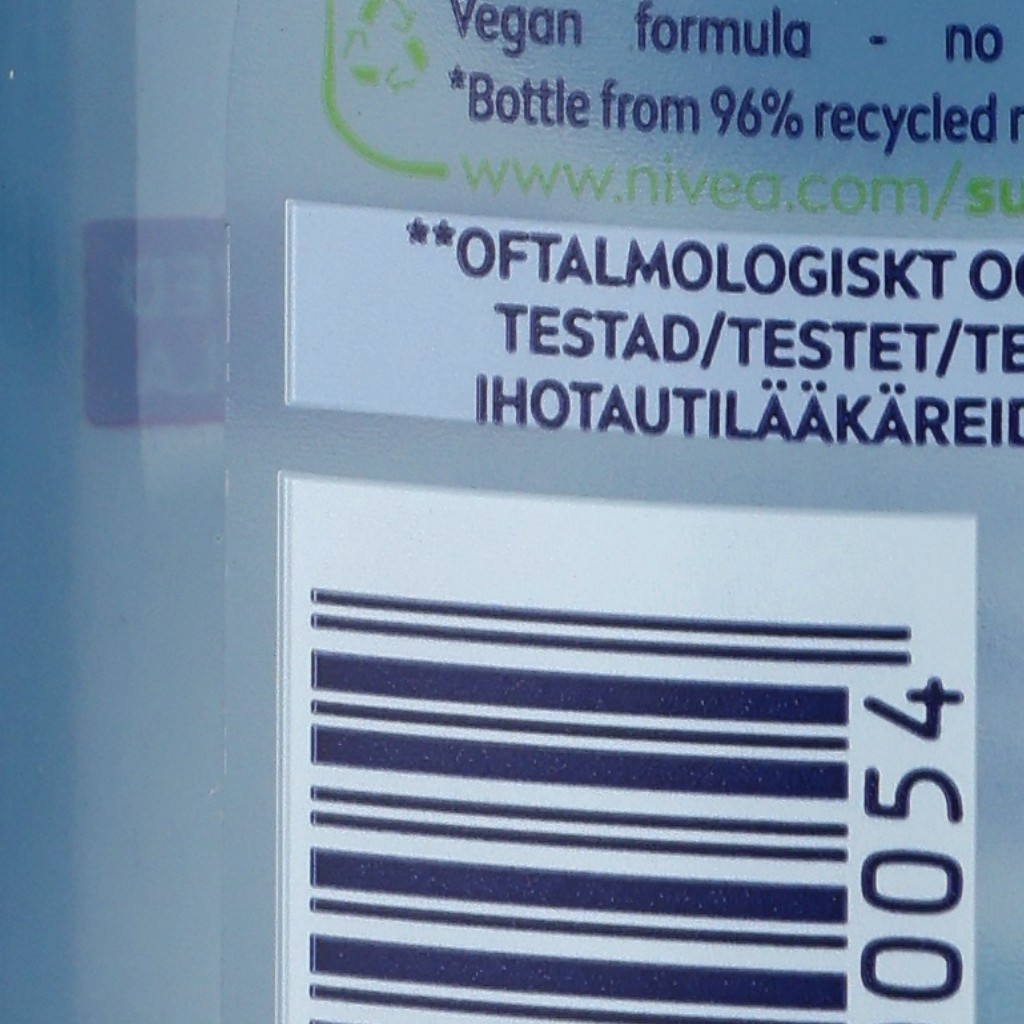 Vegan formula - no
*Bottle from 96% recycled
www.nivea.com/su
**OFTALMOLOGISKT
TESTAD/TESTET/TE
IHOTAUTILÄÄKÄREID
0054